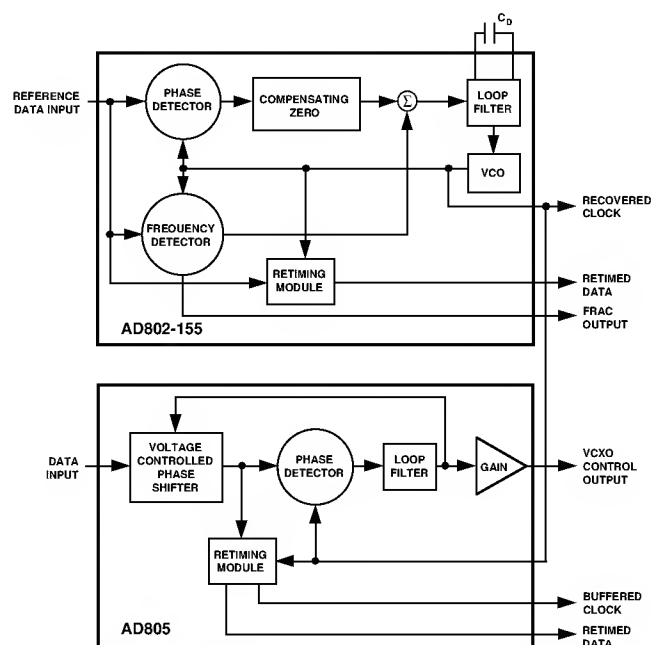 C_D
REFERENCE
DATA INPUT
PHASE
DETECTOR
COMPENSATING
ZERO
Σ
LOOP
FILTER
VCO
RECOVERED
CLOCK
FREQUENCY
DETECTOR
RETIMING
MODULE
RETIMED
DATA
FRAC
OUTPUT
AD802-155
DATA
INPUT
VOLTAGE
CONTROLLED
PHASE
SHIFTER
PHASE
DETECTOR
LOOP
FILTER
GAIN
VCXO
CONTROL
OUTPUT
RETIMING
MODULE
BUFFERED
CLOCK
AD805
RETIMED
DATA